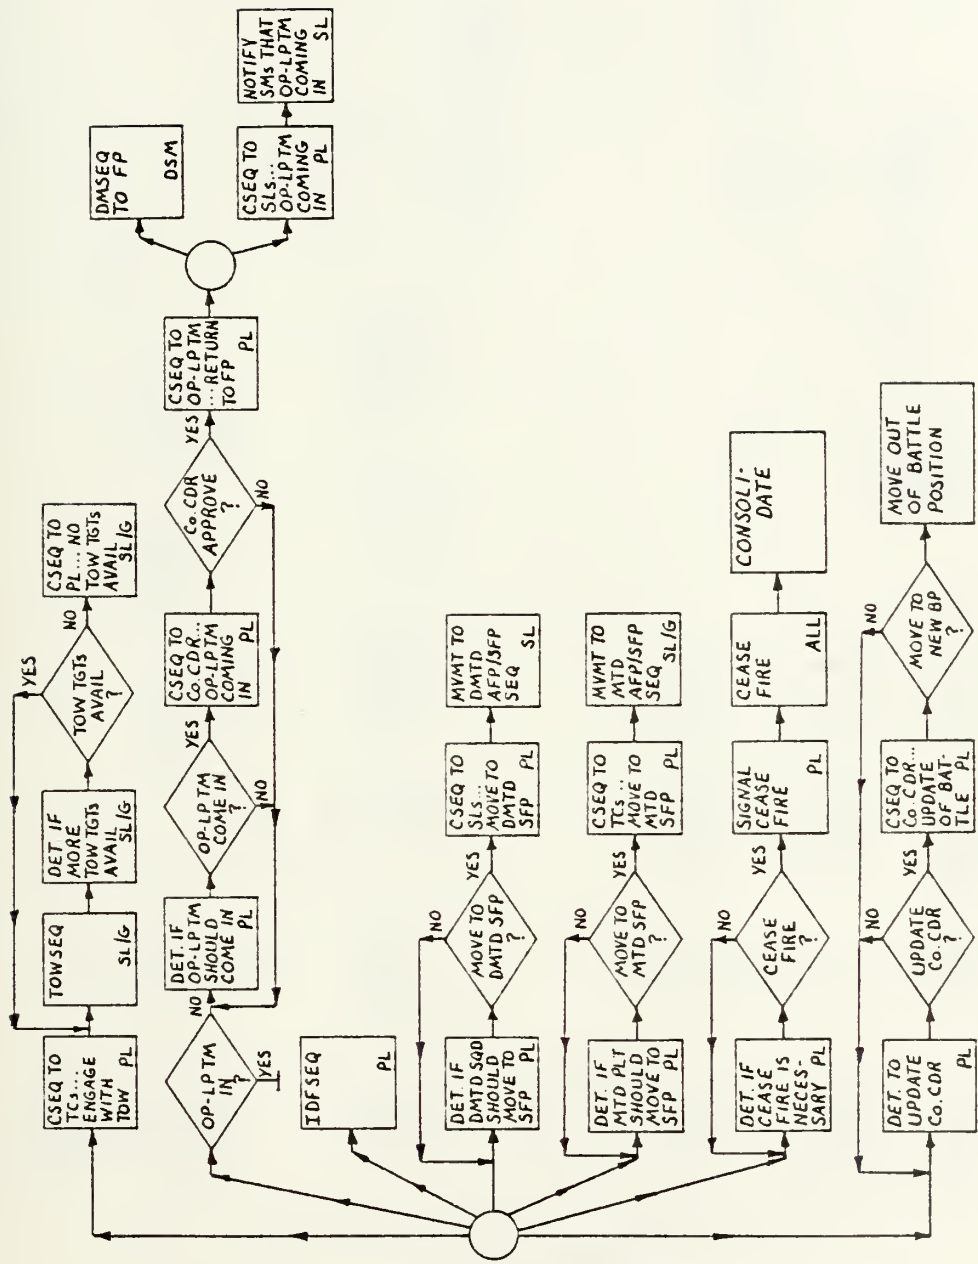 CSEQ TO
TCs...
ENGAGE
WITH
TOW PL
TOWSEQ
SL/G
DET IF
MORE
TOW TGTS
AVAIL
SL/G
TOW TGTS
AVAIL
?
YES
NO
CSEQ TO
PL... NO
TOW TGTS
AVAIL
SL/G
OP-LPTM
IN
?
YES
NO
DET. IF
OP-LPTM
SHOULD
COME IN
PL
OP-LPTM
COME IN
?
YES
NO
CSEQ TO
Co. CDR...
OP-LPTM
COMING
IN PL
Co. CDR
APPROVE
?
YES
NO
CSEQ TO
OP-LPTM
...RETURN
TO FP
PL
DMSEQ
TO FP
DSM
CSEQ TO
SLs...
OP-LPTM
COMING
IN PL
NOTIFY
SMs THAT
OP-LPTM
COMING
IN SL
IDFSEQ
PL
DET. IF
DMTD SQD
SHOULD
MOVE TO
SFP PL
MOVE TO
DMTD SFP
?
NO
YES
CSEQ TO
SLs...
MOVE TO
DMTD
SFP PL
MVMT TO
DMTD
AFP/SFP
SEQ SL
DET. IF
MTD PLT
SHOULD
MOVE TO
SFP PL
MOVE TO
MTD SFP
?
NO
YES
CSEQ TO
TCs...
MOVE TO
MTD
SFP PL
MVMT TO
MTD
AFP/SFP
SEQ SL/G
DET. IF
CEASE
FIRE IS
NECES-
SARY PL
CEASE
FIRE
?
NO
YES
SIGNAL
CEASE
FIRE
PL
CEASE
FIRE
ALL
CONSOLI-
DATE
DET. TO
UPDATE
Co. CDR
PL
UPDATE
Co. CDR
?
NO
YES
CSEQ TO
Co. CDR...
UPDATE
OF BAT-
TLE PL
MOVE TO
NEW BP
?
NO
MOVE OUT
OF BATTLE
POSITION